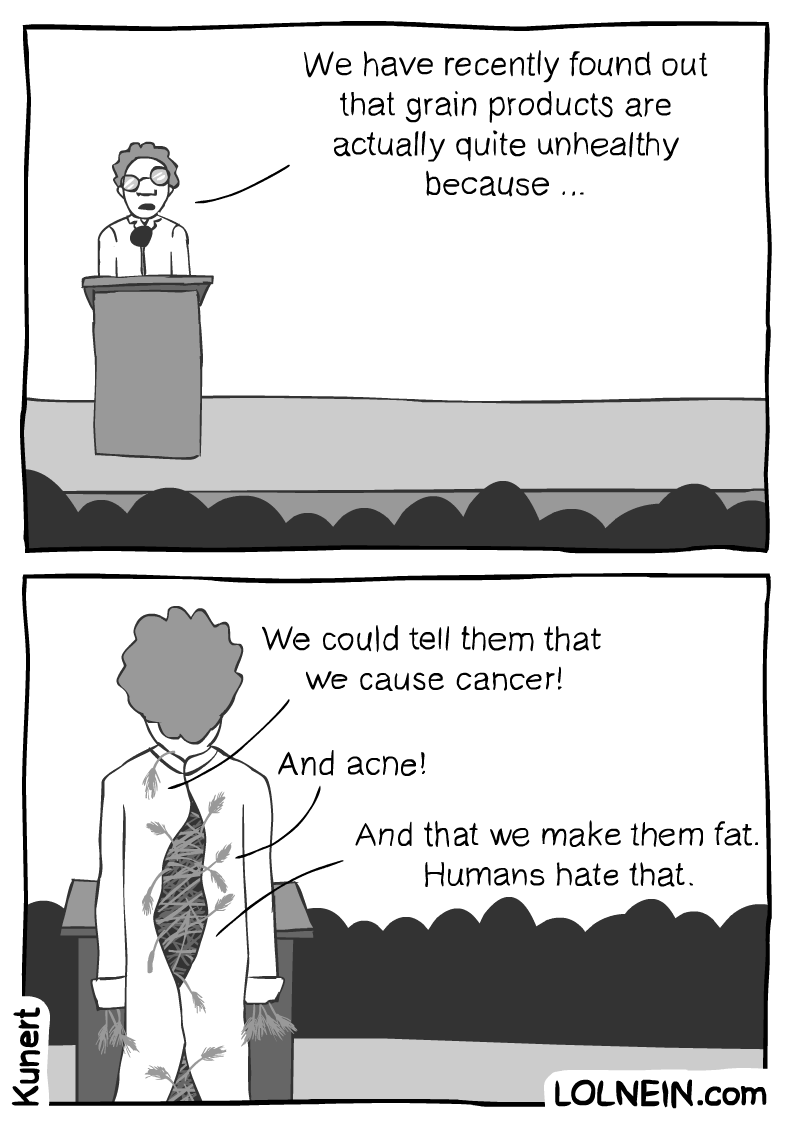 We have recently found out
that grain products are
actually quite unhealthy
because ...
We could tell them that
we cause cancer!
And acne!
And that we make them fat.
Humans hate that.
Kunert
LOLNEIN.com